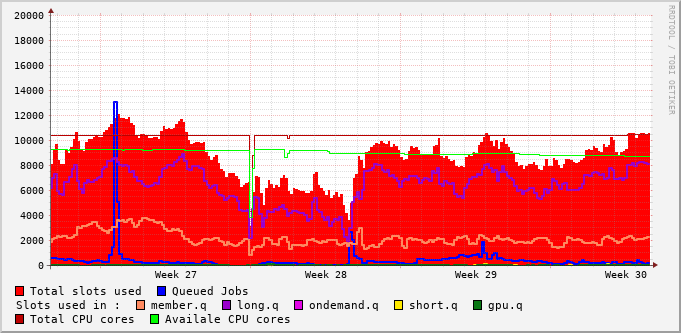 RRDTOOL / TOBI OETIKER
20000
18000
16000
14000
12000
10000
8000
6000
4000
2000
0
Week 27 Week 28 Week 29 Week 30
Total slots used Queued Jobs
Slots used in : member.q long.q ondemand.q short.q gpu.q
Total CPU cores Availale CPU cores